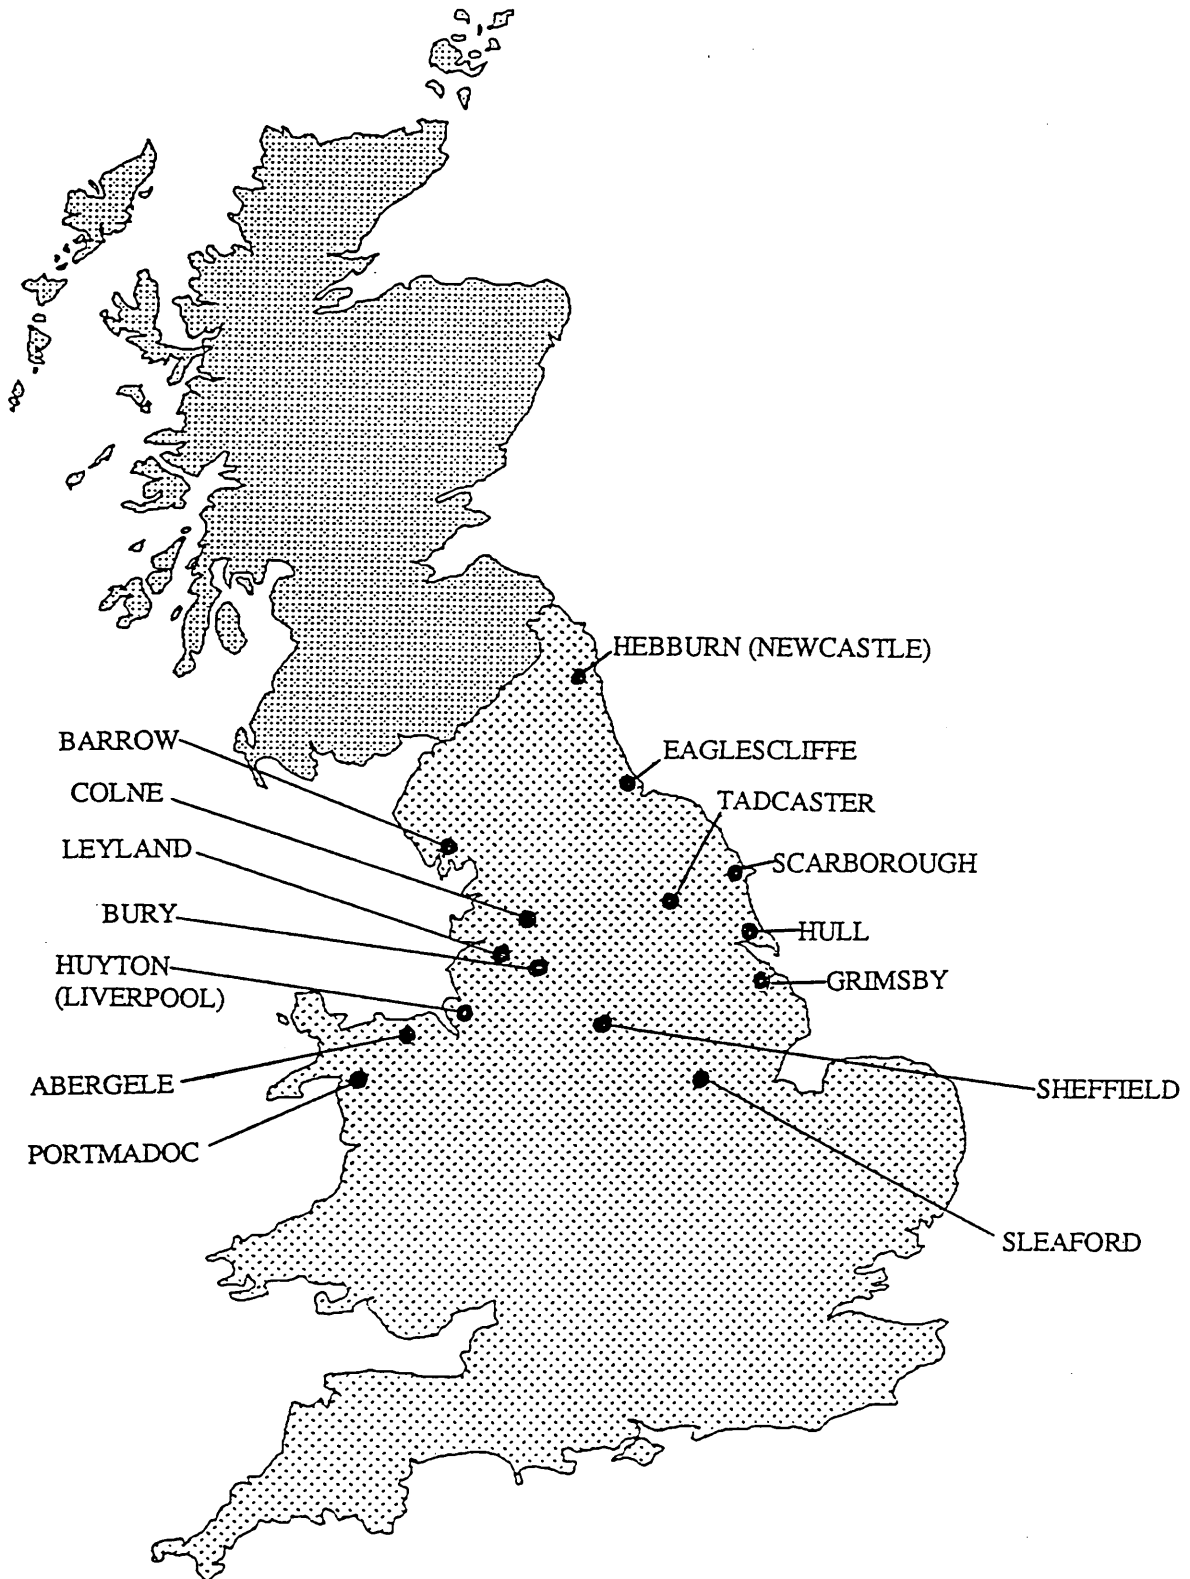 HEBBURN (NEWCASTLE)
BARROW
EAGLESCLIFFE
COLNE
TADCASTER
LEYLAND
SCARBOROUGH
BURY
HULL
HUYTON
(LIVERPOOL)
GRIMSBY
ABERGELE
SHEFFIELD
PORTMADOC
SLEAFORD